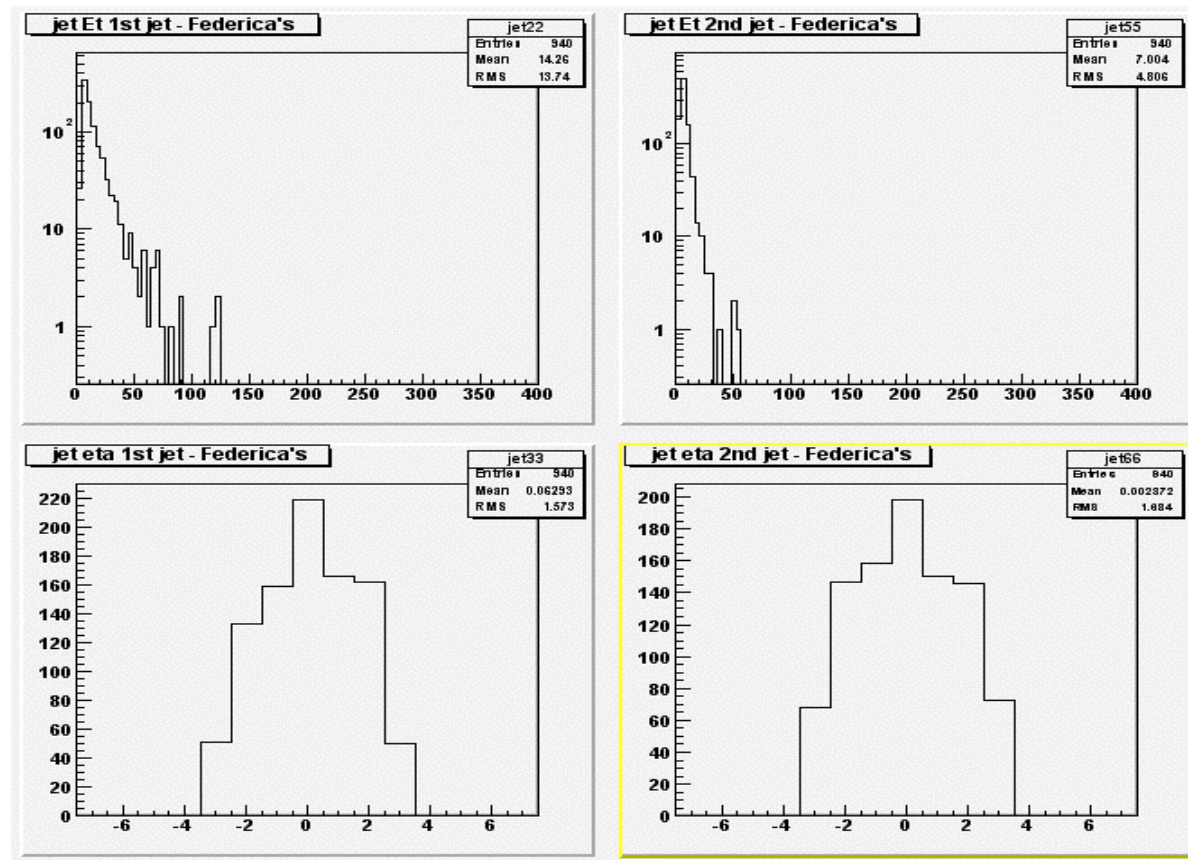 jet Et 1st jet - Federica's
jet22
Entries 940
Mean 14.26
RMS 13.74
10^2
10
1
0 50 100 150 200 250 300 350 400
jet Et 2nd jet - Federica's
jet55
Entries 940
Mean 7.004
RMS 4.806
10^2
10
1
0 50 100 150 200 250 300 350 400
jet eta 1st jet - Federica's
jet33
Entries 940
Mean 0.06293
RMS 1.573
220
200
180
160
140
120
100
80
60
40
20
0
-6 -4 -2 0 2 4 6
jet eta 2nd jet - Federica's
jet66
Entries 940
Mean 0.002872
RMS 1.684
200
180
160
140
120
100
80
60
40
20
0
-6 -4 -2 0 2 4 6